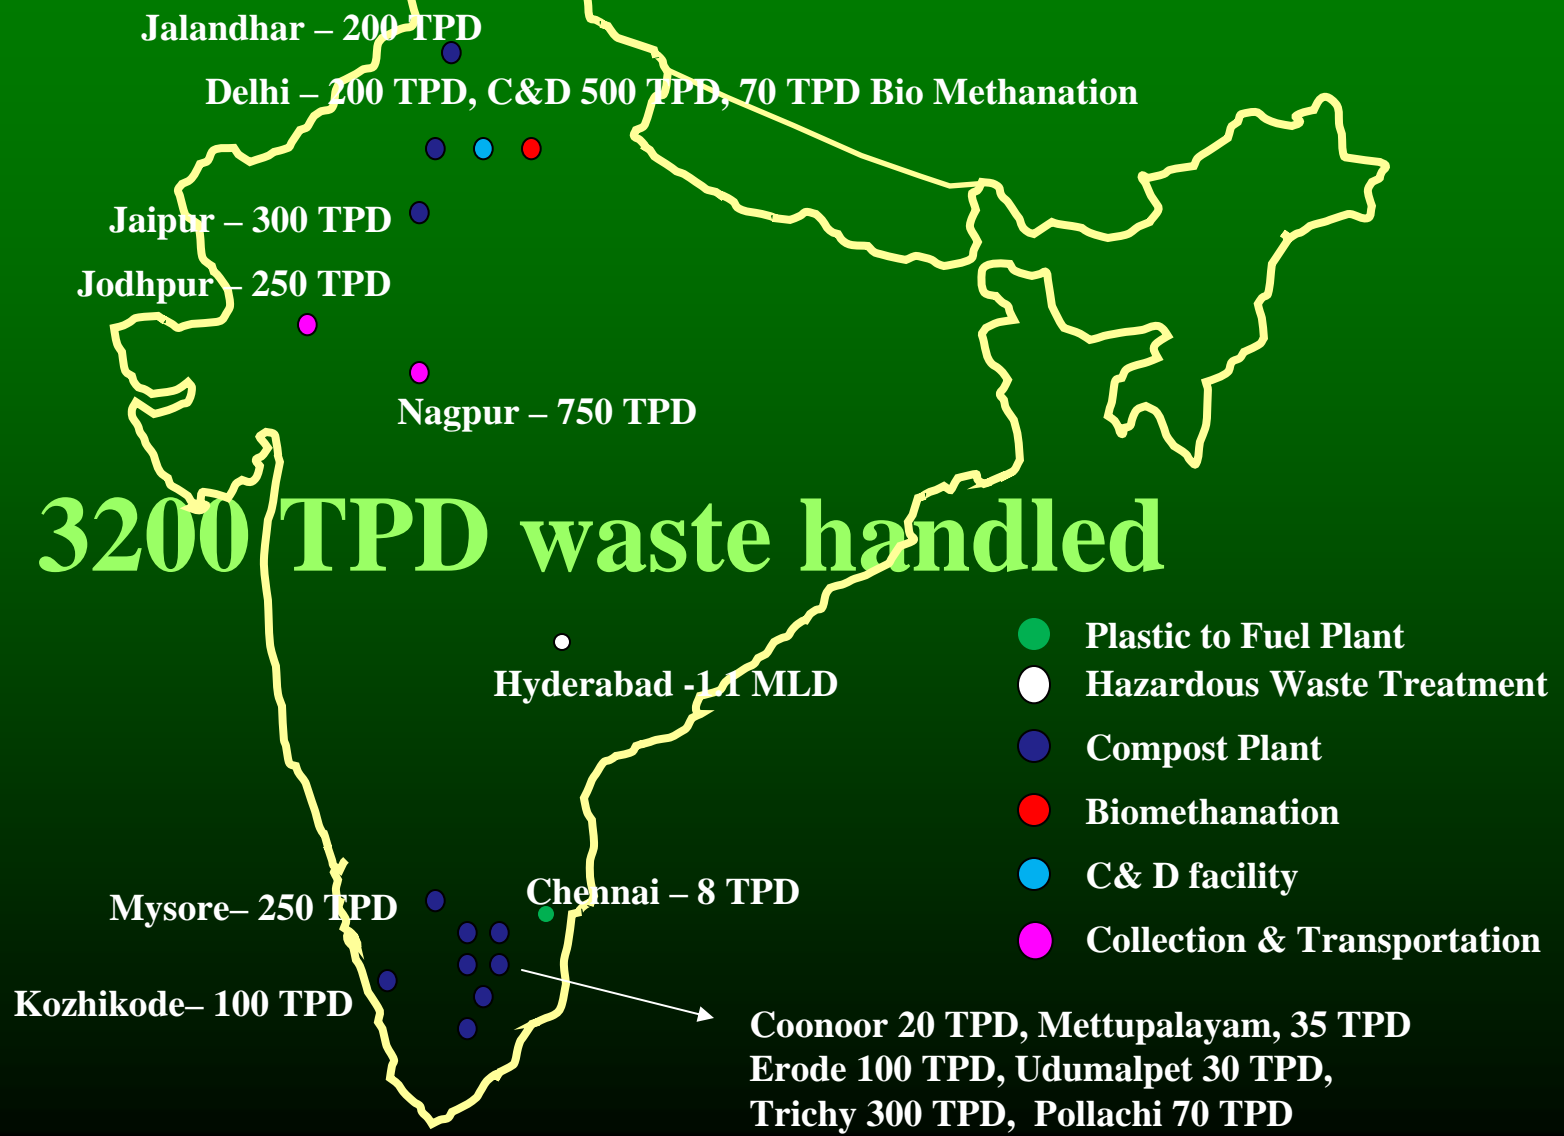 Jalandhar – 200 TPD
Delhi – 200 TPD, C&D 500 TPD, 70 TPD Bio Methanation
Jaipur – 300 TPD
Jodhpur – 250 TPD
Nagpur – 750 TPD
3200 TPD waste handled
Hyderabad -1.1 MLD
Plastic to Fuel Plant
Hazardous Waste Treatment
Compost Plant
Biomethanation
C& D facility
Collection & Transportation
Chennai – 8 TPD
Mysore– 250 TPD
Kozhikode– 100 TPD
Coonoor 20 TPD, Mettupalayam, 35 TPD
Erode 100 TPD, Udumalpet 30 TPD,
Trichy 300 TPD, Pollachi 70 TPD